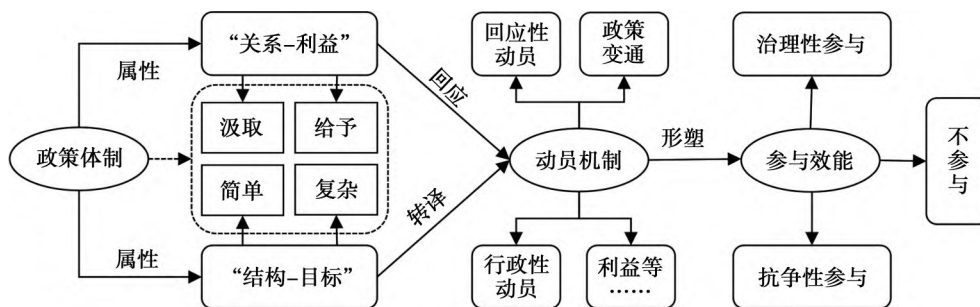 “关系–利益”
回应性
动员
政策
变通
治理性参与
属性
回应
汲取
给予
政策体制
动员机制
形塑
参与效能
不
参
与
简单
复杂
转译
属性
“结构–目标”
行政性
动员
利益等
……
抗争性参与